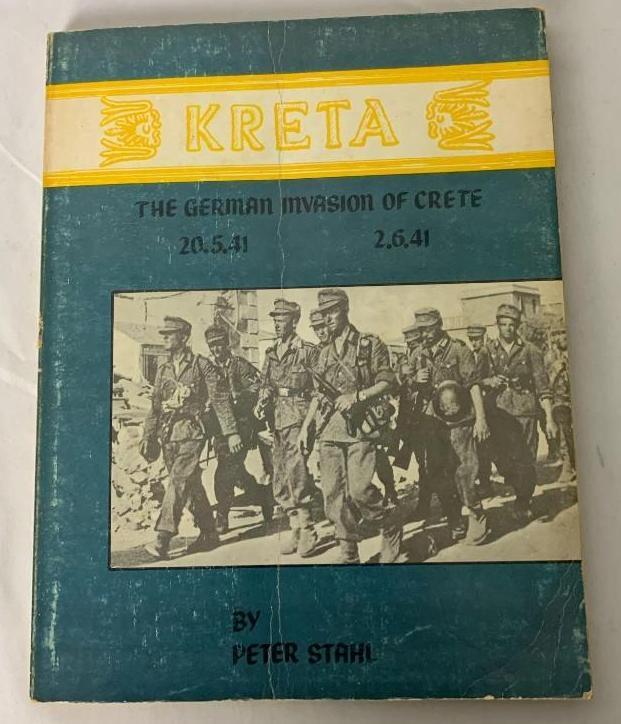 KRETA
THE GERMAN INVASION OF CRETE
20.5.41 2.6.41
BY
PETER STAHL